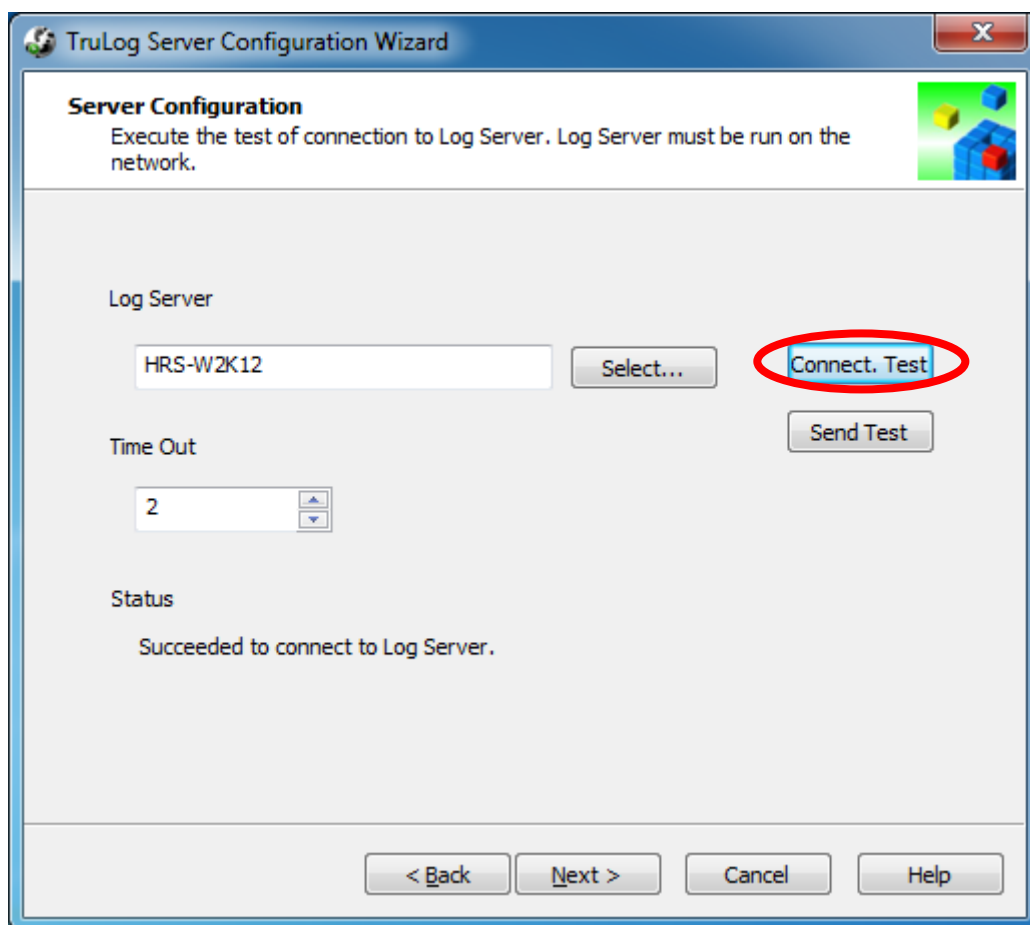 TruLog Server Configuration Wizard
Server Configuration
Execute the test of connection to Log Server. Log Server must be run on the
network.
Log Server
HRS-W2K12
Select...
Connect. Test
Send Test
Time Out
2
Status
Succeeded to connect to Log Server.
< Back
Next >
Cancel
Help